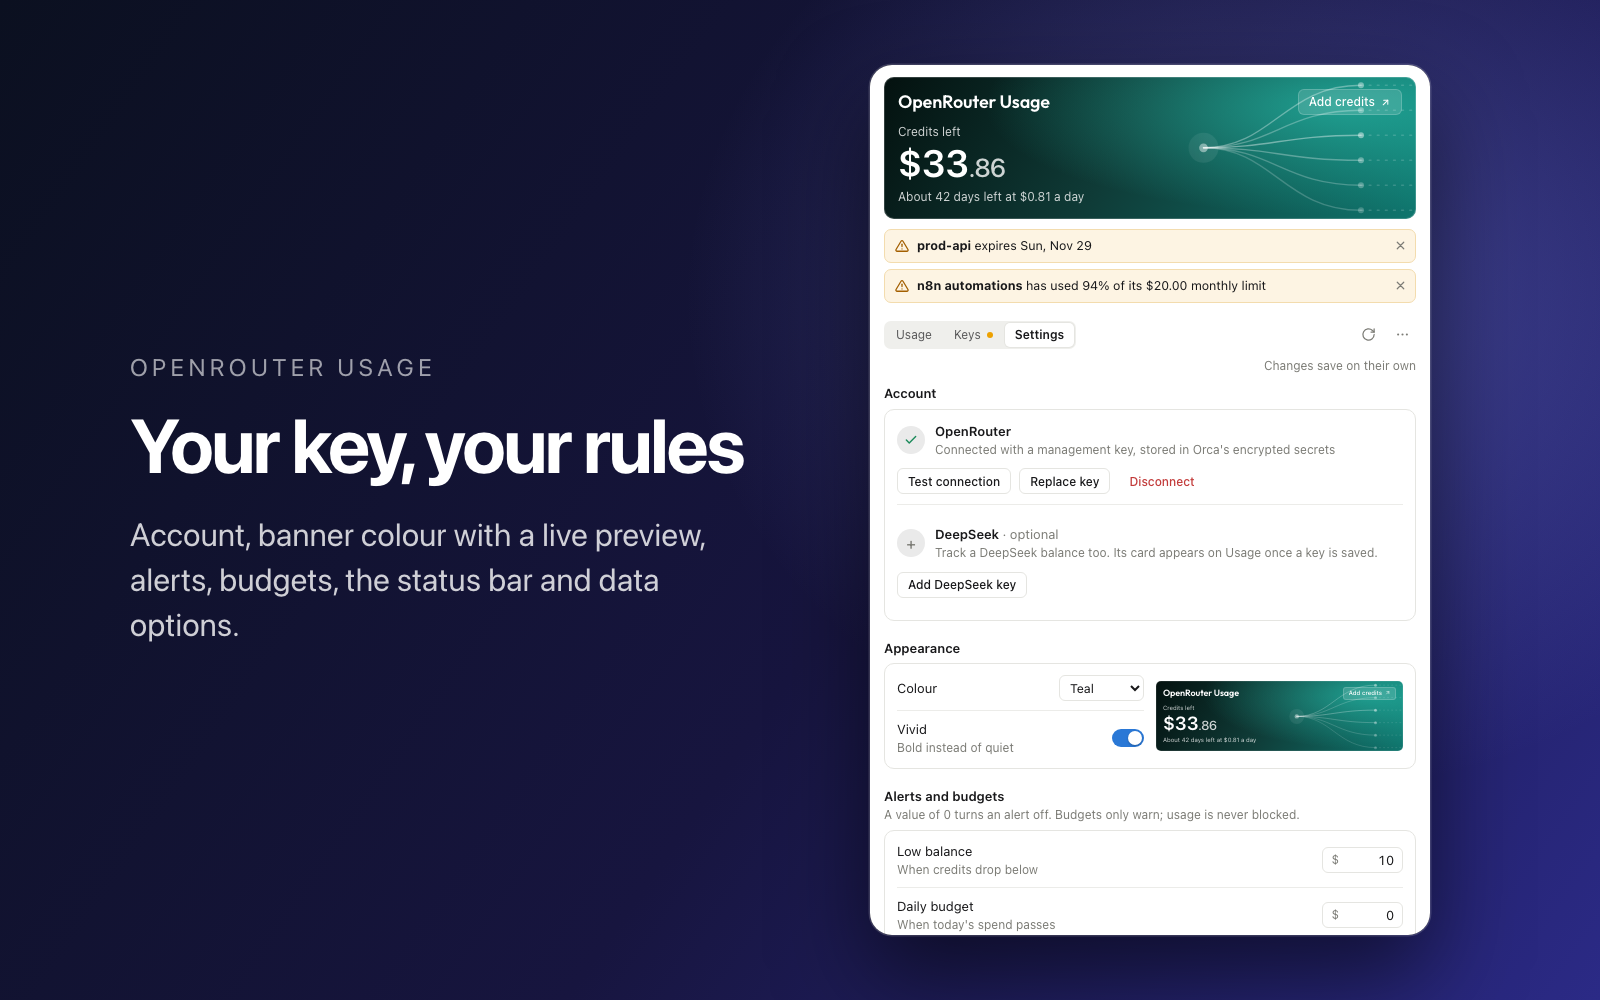 OPENROUTER USAGE
Your key, your rules
Account, banner colour with a live preview,
alerts, budgets, the status bar and data
options.
OpenRouter Usage
Add credits
Credits left
$33.86
About 42 days left at $0.81 a day
prod-api expires Sun, Nov 29
n8n automations has used 94% of its $20.00 monthly limit
Usage Keys Settings
Changes save on their own
Account
OpenRouter
Connected with a management key, stored in Orca's encrypted secrets
Test connection Replace key Disconnect
DeepSeek · optional
Track a DeepSeek balance too. Its card appears on Usage once a key is saved.
Add DeepSeek key
Appearance
Colour Teal
Vivid
Bold instead of quiet
OpenRouter Usage
Add credits
Credits left
$33.86
About 42 days left at $0.81 a day
Alerts and budgets
A value of 0 turns an alert off. Budgets only warn; usage is never blocked.
Low balance
When credits drop below
$ 10
Daily budget
When today's spend passes
$ 0